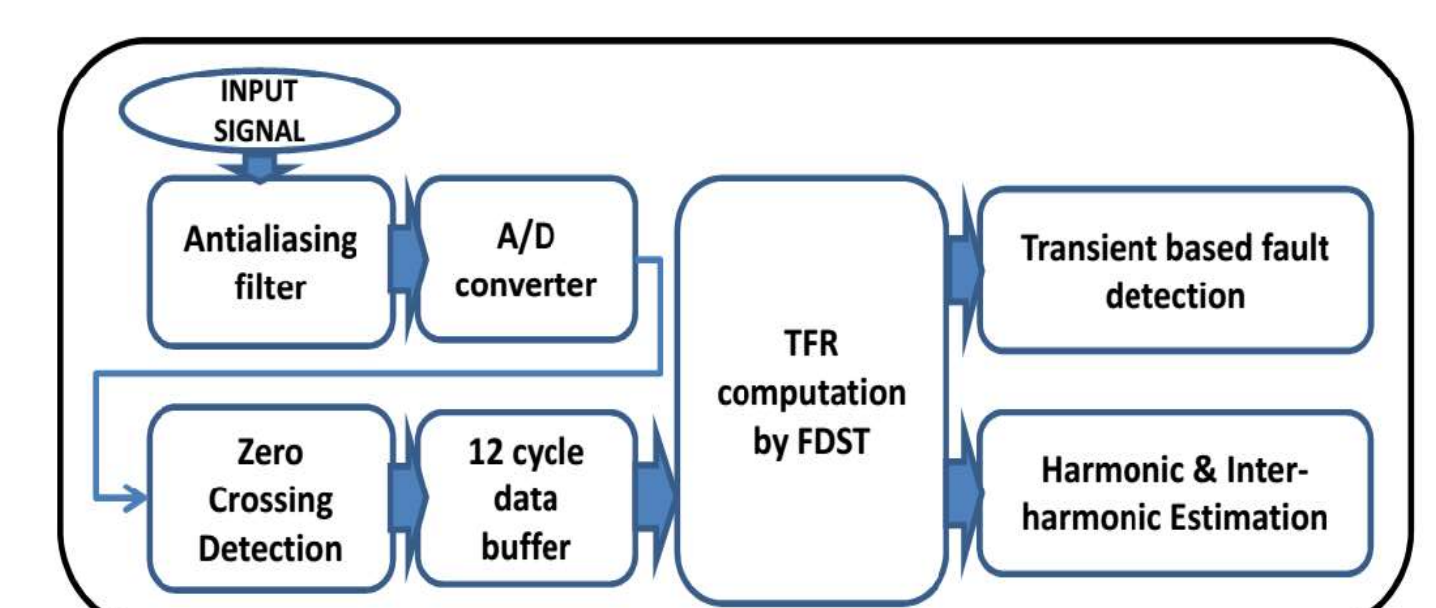 INPUT
SIGNAL
Antialiasing
filter
A/D
converter
Zero
Crossing
Detection
12 cycle
data
buffer
TFR
computation
by FDST
Transient based fault
detection
Harmonic & Inter-
harmonic Estimation